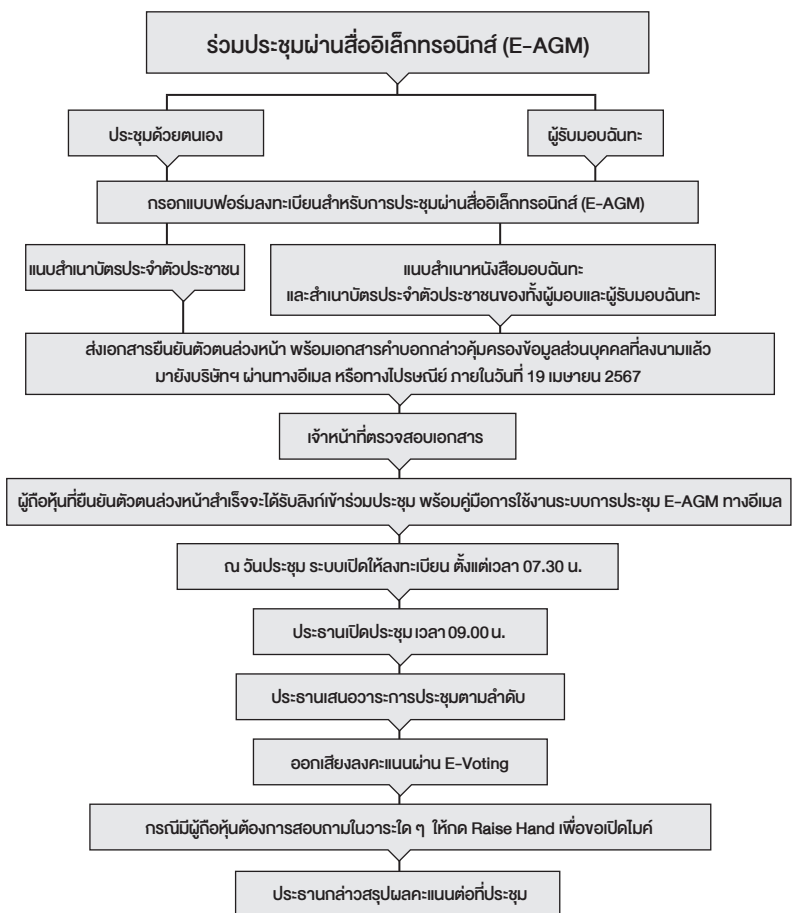 ร่วมประชุมผ่านสื่ออิเล็กทรอนิกส์ (E-AGM)
ประชุมด้วยตนเอง
ผู้รับมอบฉันทะ
กรอกแบบฟอร์มลงทะเบียนสำหรับการประชุมผ่านสื่ออิเล็กทรอนิกส์ (E-AGM)
แนบสำเนาบัตรประจำตัวประชาชน
แนบสำเนาหนังสือมอบฉันทะ
และสำเนาบัตรประจำตัวประชาชนของทั้งผู้มอบและผู้รับมอบฉันทะ
ส่งเอกสารยืนยันตัวตนล่วงหน้า พร้อมเอกสารคำบอกกล่าวคุ้มครองข้อมูลส่วนบุคคลที่ลงนามแล้ว
มายังบริษัทฯ ผ่านทางอีเมล หรือทางไปรษณีย์ ภายในวันที่ 19 เมษายน 2567
เจ้าหน้าที่ตรวจสอบเอกสาร
ผู้ถือหุ้นที่ยืนยันตัวตนล่วงหน้าสำเร็จจะได้รับลิงก์เข้าร่วมประชุม พร้อมคู่มือการใช้งานระบบการประชุม E-AGM ทางอีเมล
ณ วันประชุม ระบบเปิดให้ลงทะเบียน ตั้งแต่เวลา 07.30 น.
ประธานเปิดประชุม เวลา 09.00 น.
ประธานเสนอวาระการประชุมตามลำดับ
ออกเสียงลงคะแนนผ่าน E-Voting
กรณีมีผู้ถือหุ้นต้องการสอบถามในวาระใด ๆ ให้กด Raise Hand เพื่อขอเปิดไมค์
ประธานกล่าวสรุปผลคะแนนต่อที่ประชุม